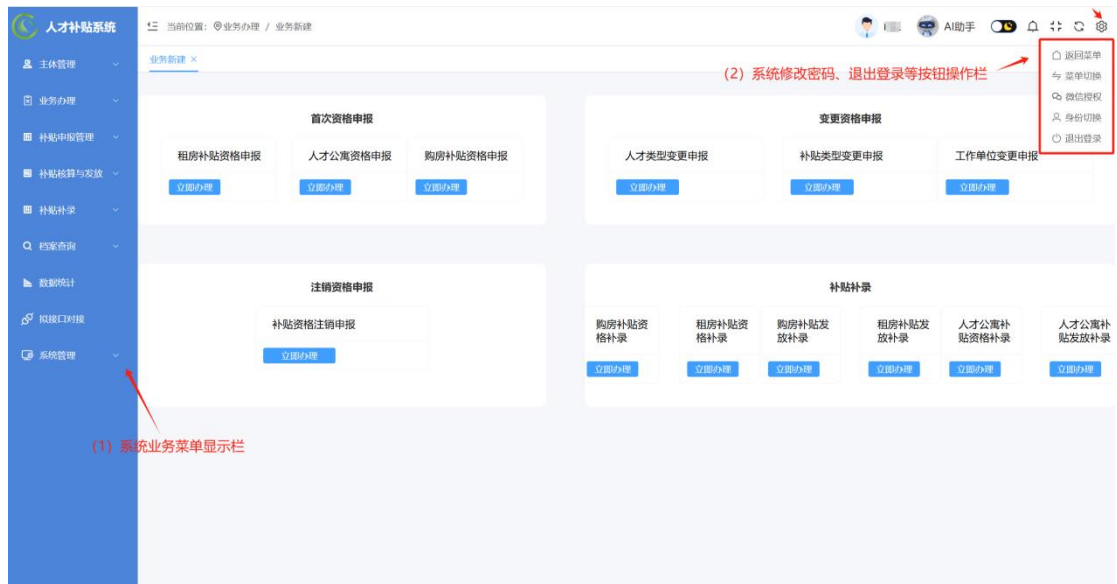 人才补贴系统
当前位置: 业务办理 / 业务新建
AI助手
主体管理
业务办理
补贴申报管理
补贴核算与发放
补贴补录
档案查询
数据统计
拟接口对接
系统管理
业务新建 ×
(2) 系统修改密码、退出登录等按钮操作栏
返回菜单
菜单切换
微信授权
身份切换
退出登录
首次资格申报
租房补贴资格申报 人才公寓资格申报 购房补贴资格申报
立即办理 立即办理 立即办理
变更资格申报
人才类型变更申报 补贴类型变更申报 工作单位变更申报
立即办理 立即办理 立即办理
注销资格申报
补贴资格注销申报
立即办理
补贴补录
购房补贴资 租房补贴资 购房补贴发 租房补贴发 人才公寓补 人才公寓补
格补录 格补录 放补录 放补录 贴资格补录 贴发放补录
立即办理 立即办理 立即办理 立即办理 立即办理 立即办理
(1) 系统业务菜单显示栏